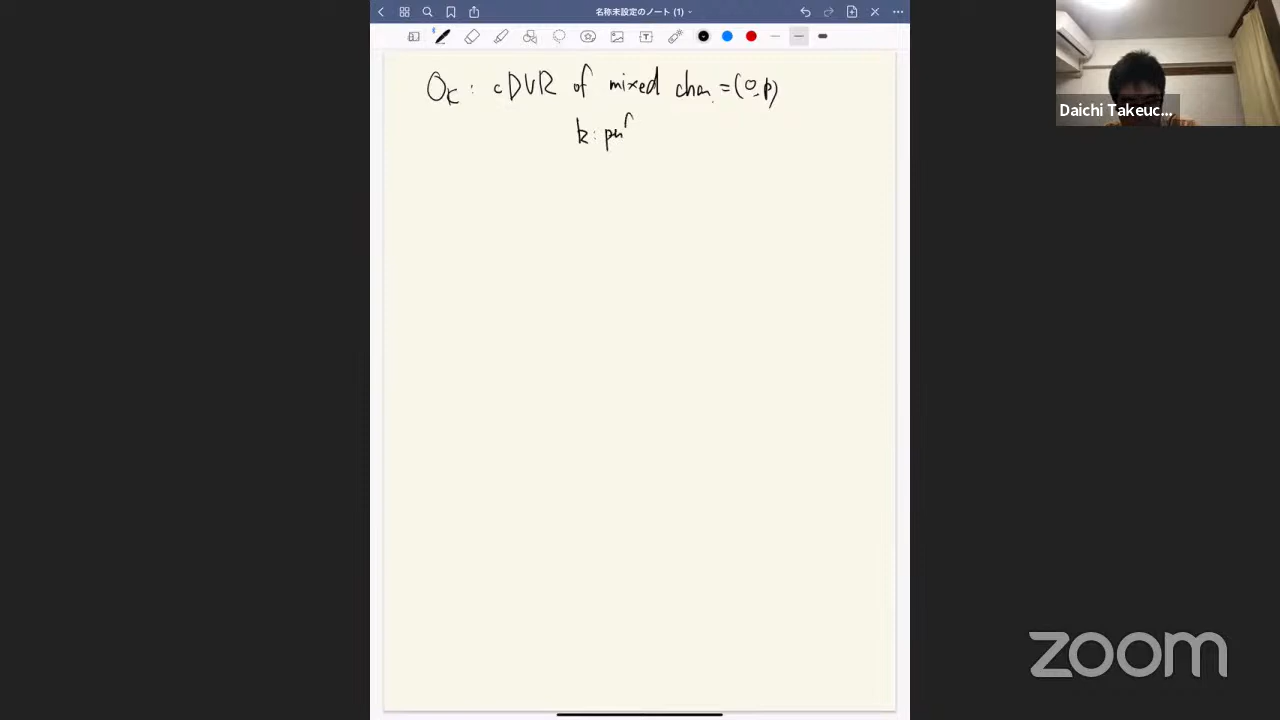 名称未設定のノート (1)
O_K : cDVR of mixed char. = (0, p)
k : perf
Daichi Takeuc...
zoom